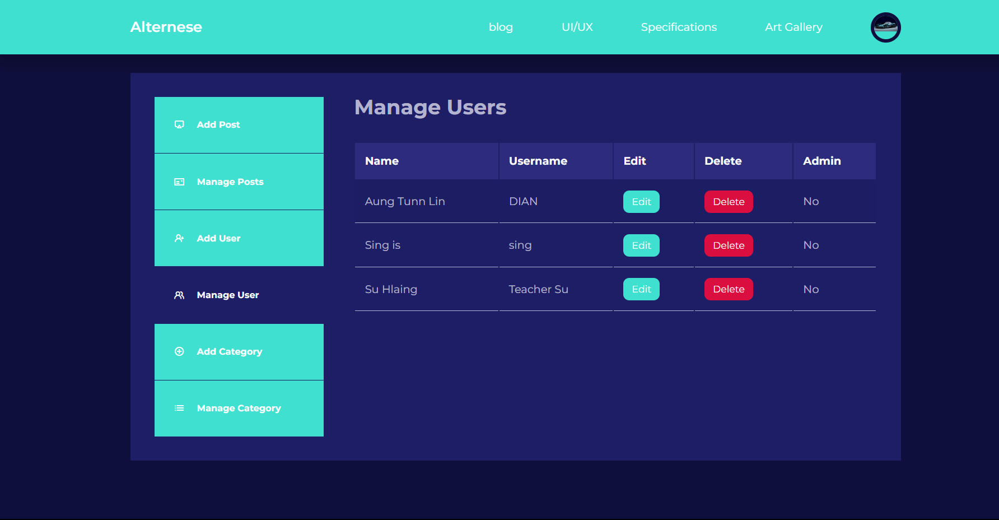 Alternese blog UI/UX Specifications Art Gallery
Add Post
Manage Posts
Add User
Manage User
Add Category
Manage Category
Manage Users
Name Username Edit Delete Admin
Aung Tunn Lin DIAN Edit Delete No
Sing is sing Edit Delete No
Su Hlaing Teacher Su Edit Delete No